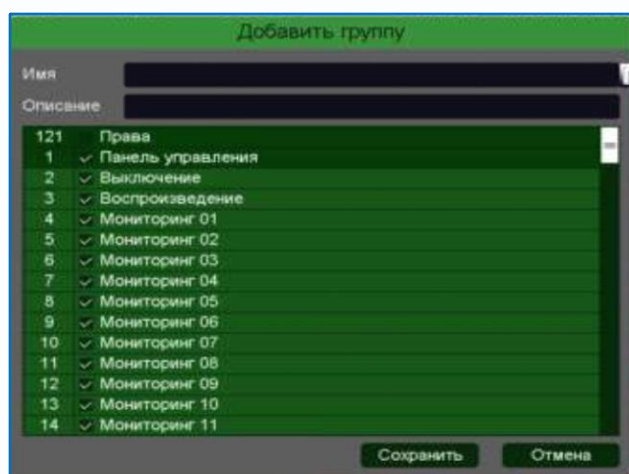 Добавить группу
Имя
Описание
121 Права
1 Панель управления
2 Выключение
3 Воспроизведение
4 Мониторинг 01
5 Мониторинг 02
6 Мониторинг 03
7 Мониторинг 04
8 Мониторинг 05
9 Мониторинг 06
10 Мониторинг 07
11 Мониторинг 08
12 Мониторинг 09
13 Мониторинг 10
14 Мониторинг 11
Сохранить Отмена